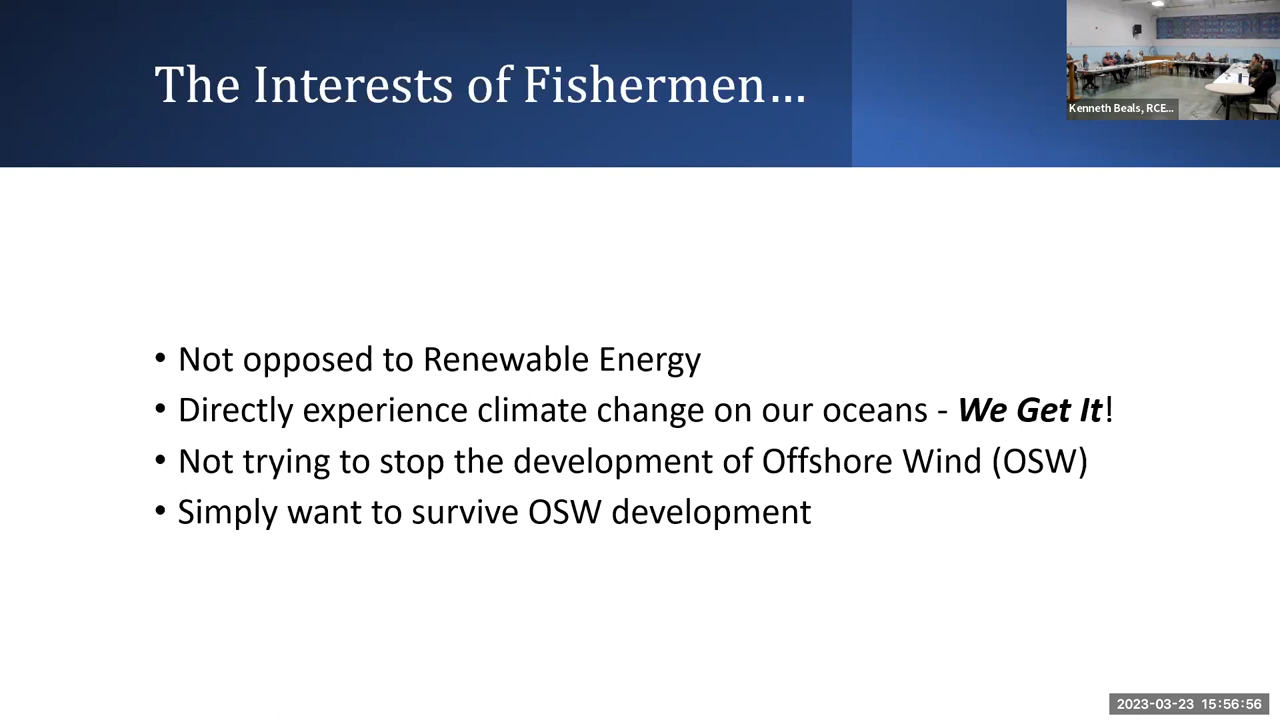 The Interests of Fishermen…
Kenneth Beals, RCE...
• Not opposed to Renewable Energy
• Directly experience climate change on our oceans - We Get It!
• Not trying to stop the development of Offshore Wind (OSW)
• Simply want to survive OSW development
2023-03-23 15:56:56